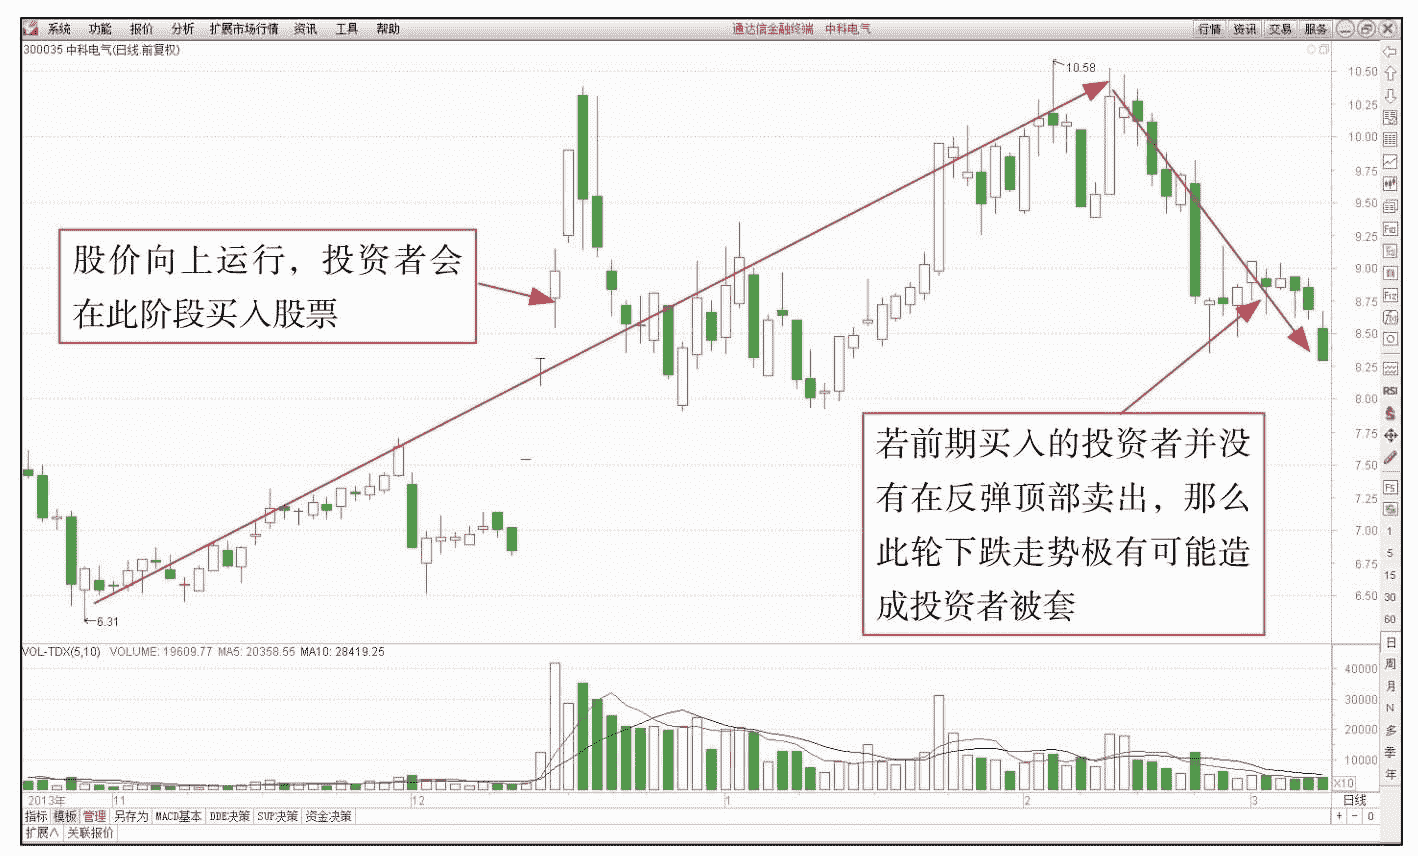 系统 功能 报价 分析 扩展市场行情 资讯 工具 帮助 通达信金融终端 中科电气 行情 资讯 交易 服务
300035 中科电气(日线.前复权)
10.58
10.50
10.25
10.00
9.75
9.50
9.25
9.00
8.75
8.50
8.25
8.00
7.75
7.50
7.25
7.00
6.75
6.50
股价向上运行，投资者会
在此阶段买入股票
若前期买入的投资者并没
有在反弹顶部卖出，那么
此轮下跌走势极有可能造
成投资者被套
6.31
RSI
F5
1
5
15
30
60
日
周
月
N
多
季
年
VOL-TDX(5,10) VOLUME: 19609.77 MA5: 20358.55 MA10: 28419.25
40000
30000
20000
10000
X10
2013年 11 12 1 2 3 日线
指标 模板 管理 另存为 MACD基本 DDE决策 SUP决策 资金决策 + - 0
扩展∧ 关联报价